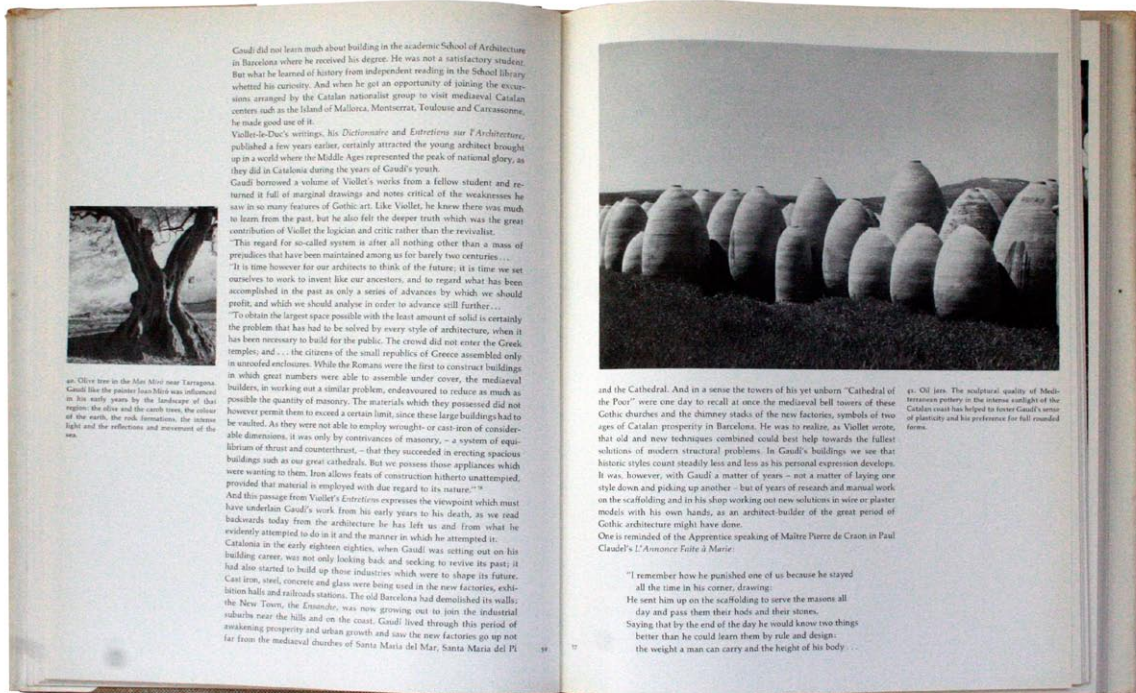 Gaudí did not learn much about building in the academic School of Architecture
in Barcelona where he received his degree. He was not a satisfactory student.
But what he learned of history from independent reading in the School library
whetted his curiosity. And when he got an opportunity of joining the excur-
sions arranged by the Catalan nationalist group to visit mediaeval Catalan
centers such as the Island of Mallorca, Montserrat, Toulouse and Carcassonne,
he made good use of it.
Viollet-le-Duc's writings, his Dictionnaire and Entretiens sur l'Architecture,
published a few years earlier, certainly attracted the young architect brought
up in a world where the Middle Ages represented the peak of national glory, as
they did in Catalonia during the years of Gaudí's youth.
Gaudí borrowed a volume of Viollet's works from a fellow student and re-
turned it full of marginal drawings and notes critical of the weaknesses he
saw in so many features of Gothic art. Like Viollet, he knew there was much
to learn from the past, but he also felt the deeper truth which was the great
contribution of Viollet the logician and critic rather than the revivalist.
"This regard for so-called system is after all nothing other than a mass of
prejudices that have been maintained among us for barely two centuries...
"It is time however for our architects to think of the future; it is time we set
ourselves to work to invent like our ancestors, and to regard what has been
accomplished in the past as only a series of advances by which we should
profit, and which we should analyse in order to advance still further...
"To obtain the largest space possible with the least amount of solid is certainly
the problem that has had to be solved by every style of architecture, when it
has been necessary to build for the public. The crowd did not enter the Greek
temples; and ... the citizens of the small republics of Greece assembled only
in unroofed enclosures. While the Romans were the first to construct buildings
in which great numbers were able to assemble under cover, the mediaeval
builders, in working out a similar problem, endeavoured to reduce as much as
possible the quantity of masonry. The materials which they possessed did not
however permit them to exceed a certain limit, since these large buildings had to
be vaulted. As they were not able to employ wrought- or cast-iron of consider-
able dimensions, it was only by contrivances of masonry, – a system of equi-
librium of thrust and counterthrust, – that they succeeded in erecting spacious
buildings such as our great cathedrals. But we possess those appliances which
were wanting to them. Iron allows feats of construction hitherto unattempted,
provided that material is employed with due regard to its nature."
And this passage from Viollet's Entretiens expresses the viewpoint which must
have underlain Gaudí's work from his early years to his death, as we read
backwards today from the architecture he has left us and from what he
evidently attempted to do in it and the manner in which he attempted it.
Catalonia in the early eighteen eighties, when Gaudí was setting out on his
building career, was not only looking back and seeking to revive its past; it
had also started to build up those industries which were to shape its future.
Cast iron, steel, concrete and glass were being used in the new factories, exhi-
bition halls and railroads stations. The old Barcelona had demolished its walls;
the New Town, the Ensanche, was now growing out to join the industrial
suburbs near the hills and on the coast. Gaudí lived through this period of
awakening prosperity and urban growth and saw the new factories go up not
far from the mediaeval churches of Santa Maria del Mar, Santa Maria del Pi
40. Olive tree in the Mas Miró near Tarragona.
Gaudí like the painter Joan Miró was influenced
in his early years by the landscape of that
region: the olive and the carob trees, the colour
of the earth, the rock formations, the intense
light and the reflections and movement of the
sea.
and the Cathedral. And in a sense the towers of his yet unborn "Cathedral of
the Poor" were one day to recall at once the mediaeval bell towers of these
Gothic churches and the chimney stacks of the new factories, symbols of two
ages of Catalan prosperity in Barcelona. He was to realize, as Viollet wrote,
that old and new techniques combined could best help towards the fullest
solutions of modern structural problems. In Gaudí's buildings we see that
historic styles count steadily less and less as his personal expression develops.
It was, however, with Gaudí a matter of years – not a matter of laying one
style down and picking up another – but of years of research and manual work
on the scaffolding and in his shop working out new solutions in wire or plaster
models with his own hands, as an architect-builder of the great period of
Gothic architecture might have done.
One is reminded of the Apprentice speaking of Maître Pierre de Craon in Paul
Claudel's L'Annonce Faite à Marie:
"I remember how he punished one of us because he stayed
all the time in his corner, drawing:
He sent him up on the scaffolding to serve the masons all
day and pass them their hods and their stones,
Saying that by the end of the day he would know two things
better than he could learn them by rule and design:
the weight a man can carry and the height of his body ...
41. Oil Jars. The sculptural quality of Medi-
terranean pottery in the intense sunlight of the
Catalan coast has helped to foster Gaudí's sense
of plasticity and his preference for full rounded
forms.